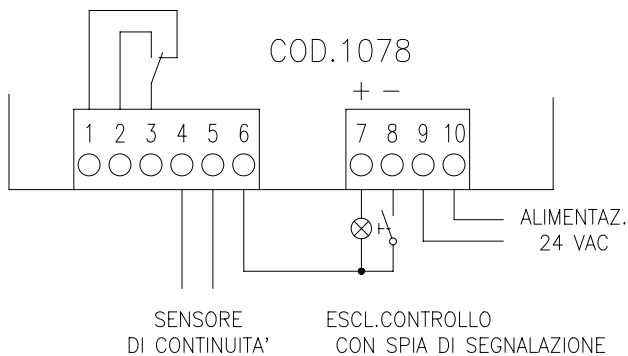 COD.1078
+ −
1 2 3 4 5 6 7 8 9 10
ALIMENTAZ.
24 VAC
SENSORE
DI CONTINUITA'
ESCL.CONTROLLO
CON SPIA DI SEGNALAZIONE